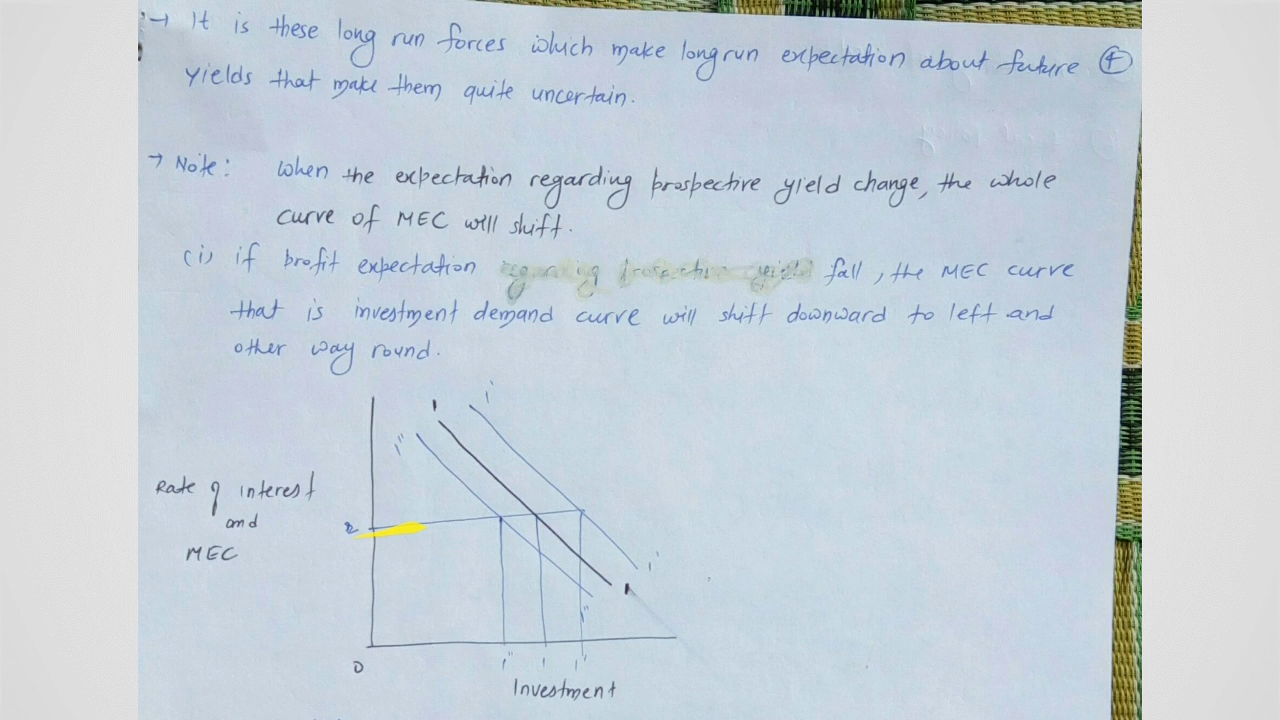 → It is these long run forces which make longrun expectation about future
yields that make them quite uncertain.
→ Note: When the expectation regarding prospective yield change, the whole
curve of MEC will shift.
(i) if profit expectation fall, the MEC curve
that is investment demand curve will shift downward to left and
other way round.
i'
I
i"
Rate of interest
and
MEC
r
i'
I
i"
O
i" i i"
Investment